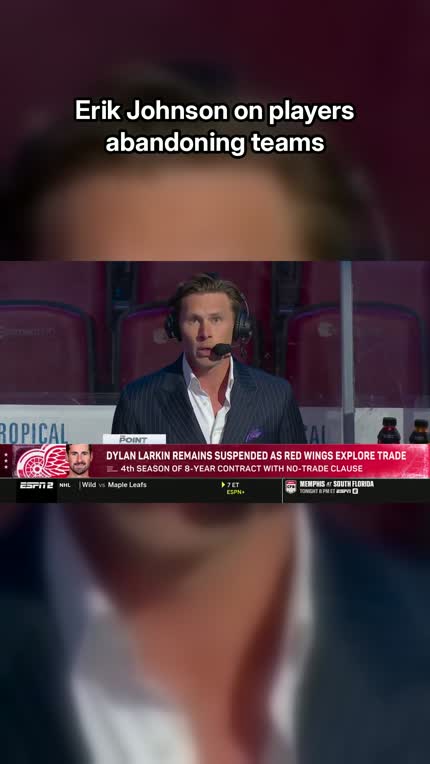 Erik Johnson on players
abandoning teams
ROPICAL
THE
POINT
DYLAN LARKIN REMAINS SUSPENDED AS RED WINGS EXPLORE TRADE
4th SEASON OF 8-YEAR CONTRACT WITH NO-TRADE CLAUSE
ESPN2
NHL
Wild vs Maple Leafs
7 ET
ESPN+
MEMPHIS AT SOUTH FLORIDA
TONIGHT 8 PM ET ESPN2